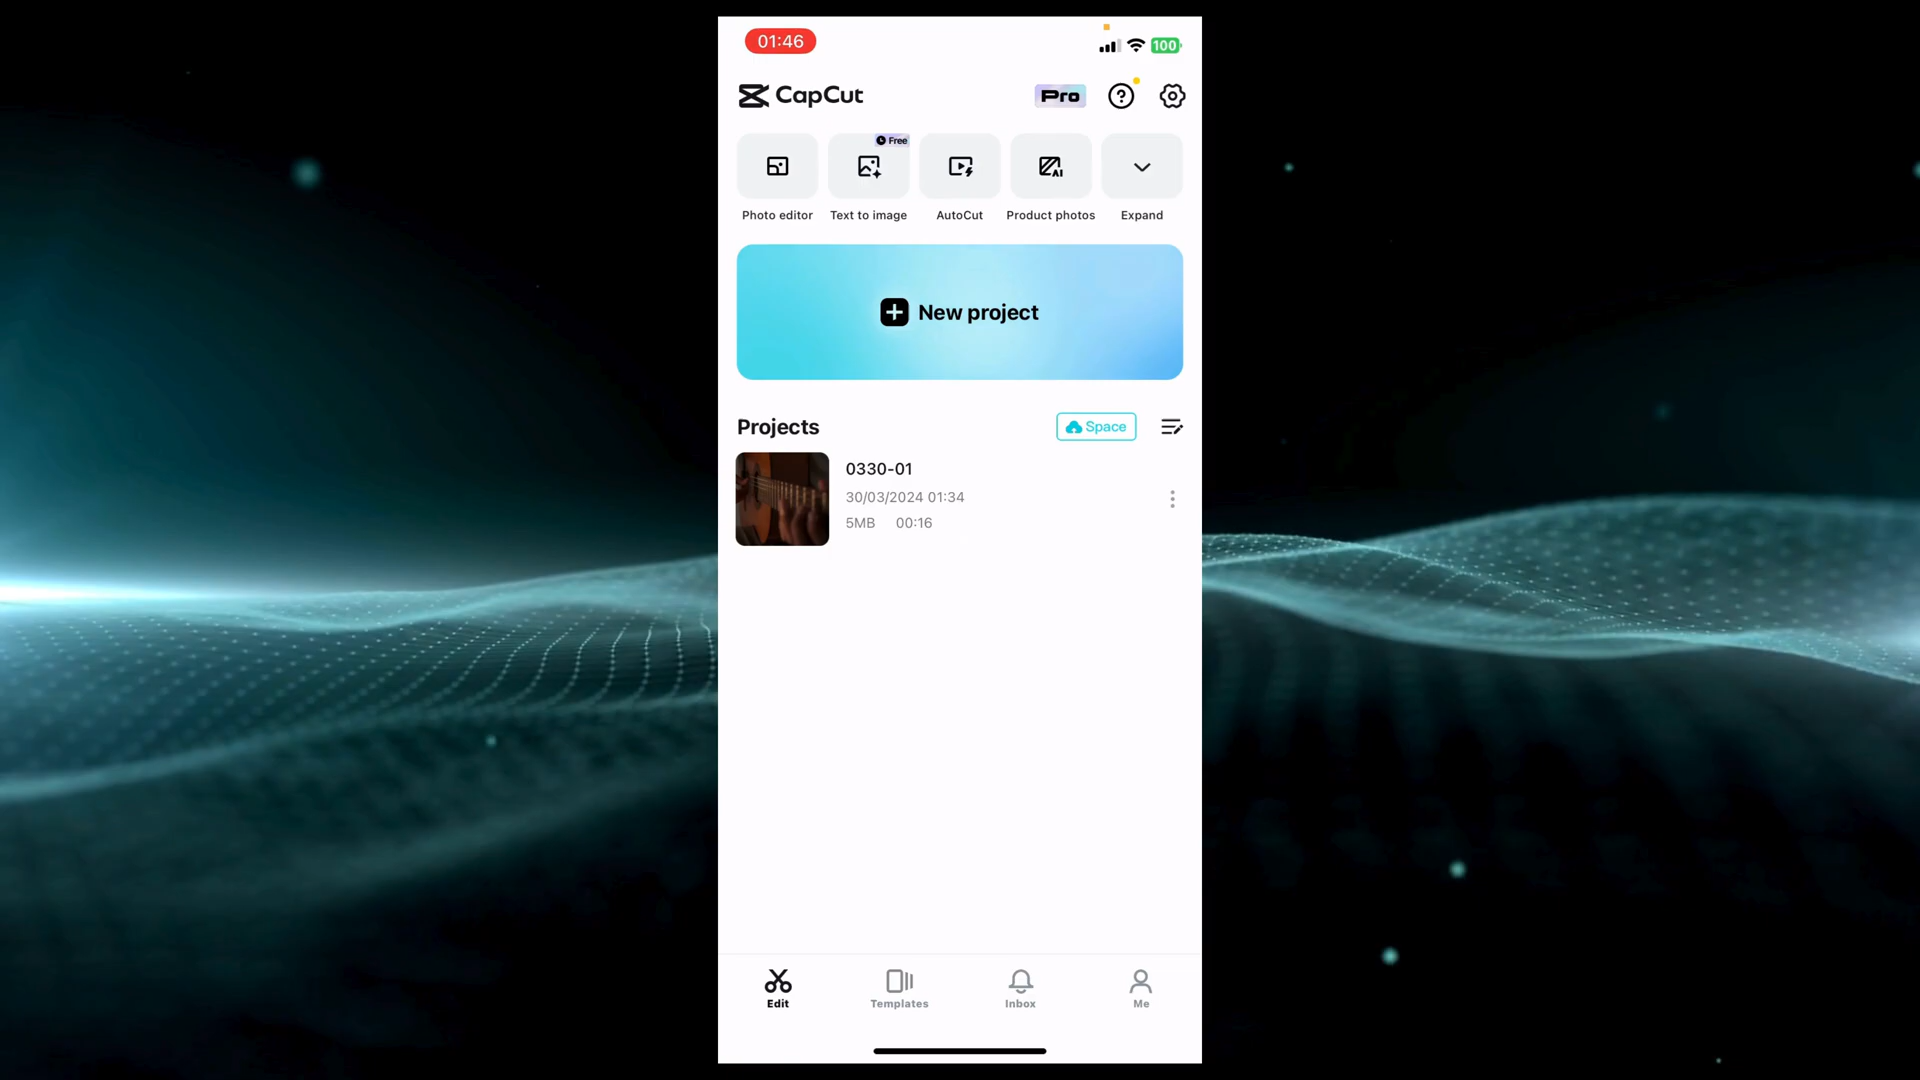 01:46
100
CapCut
Pro
Free
Photo editor
Text to image
AutoCut
AI
Product photos
Expand
New project
Projects
Space
0330-01
30/03/2024 01:34
5MB 00:16
Edit
Templates
Inbox
Me